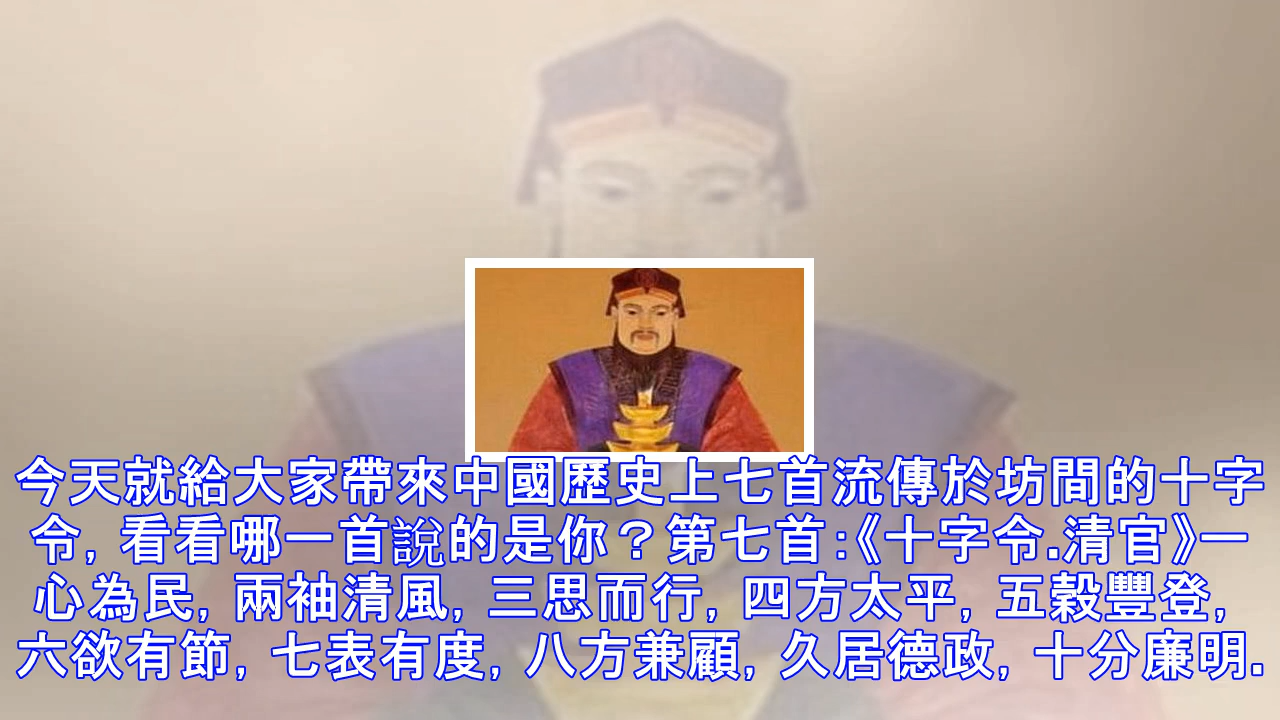 今天就給大家帶來中國歷史上七首流傳於坊間的十字
令, 看看哪一首說的是你？第七首:《十字令.清官》一
心為民, 兩袖清風, 三思而行, 四方太平, 五穀豐登,
六欲有節, 七表有度, 八方兼顧, 久居德政, 十分廉明.